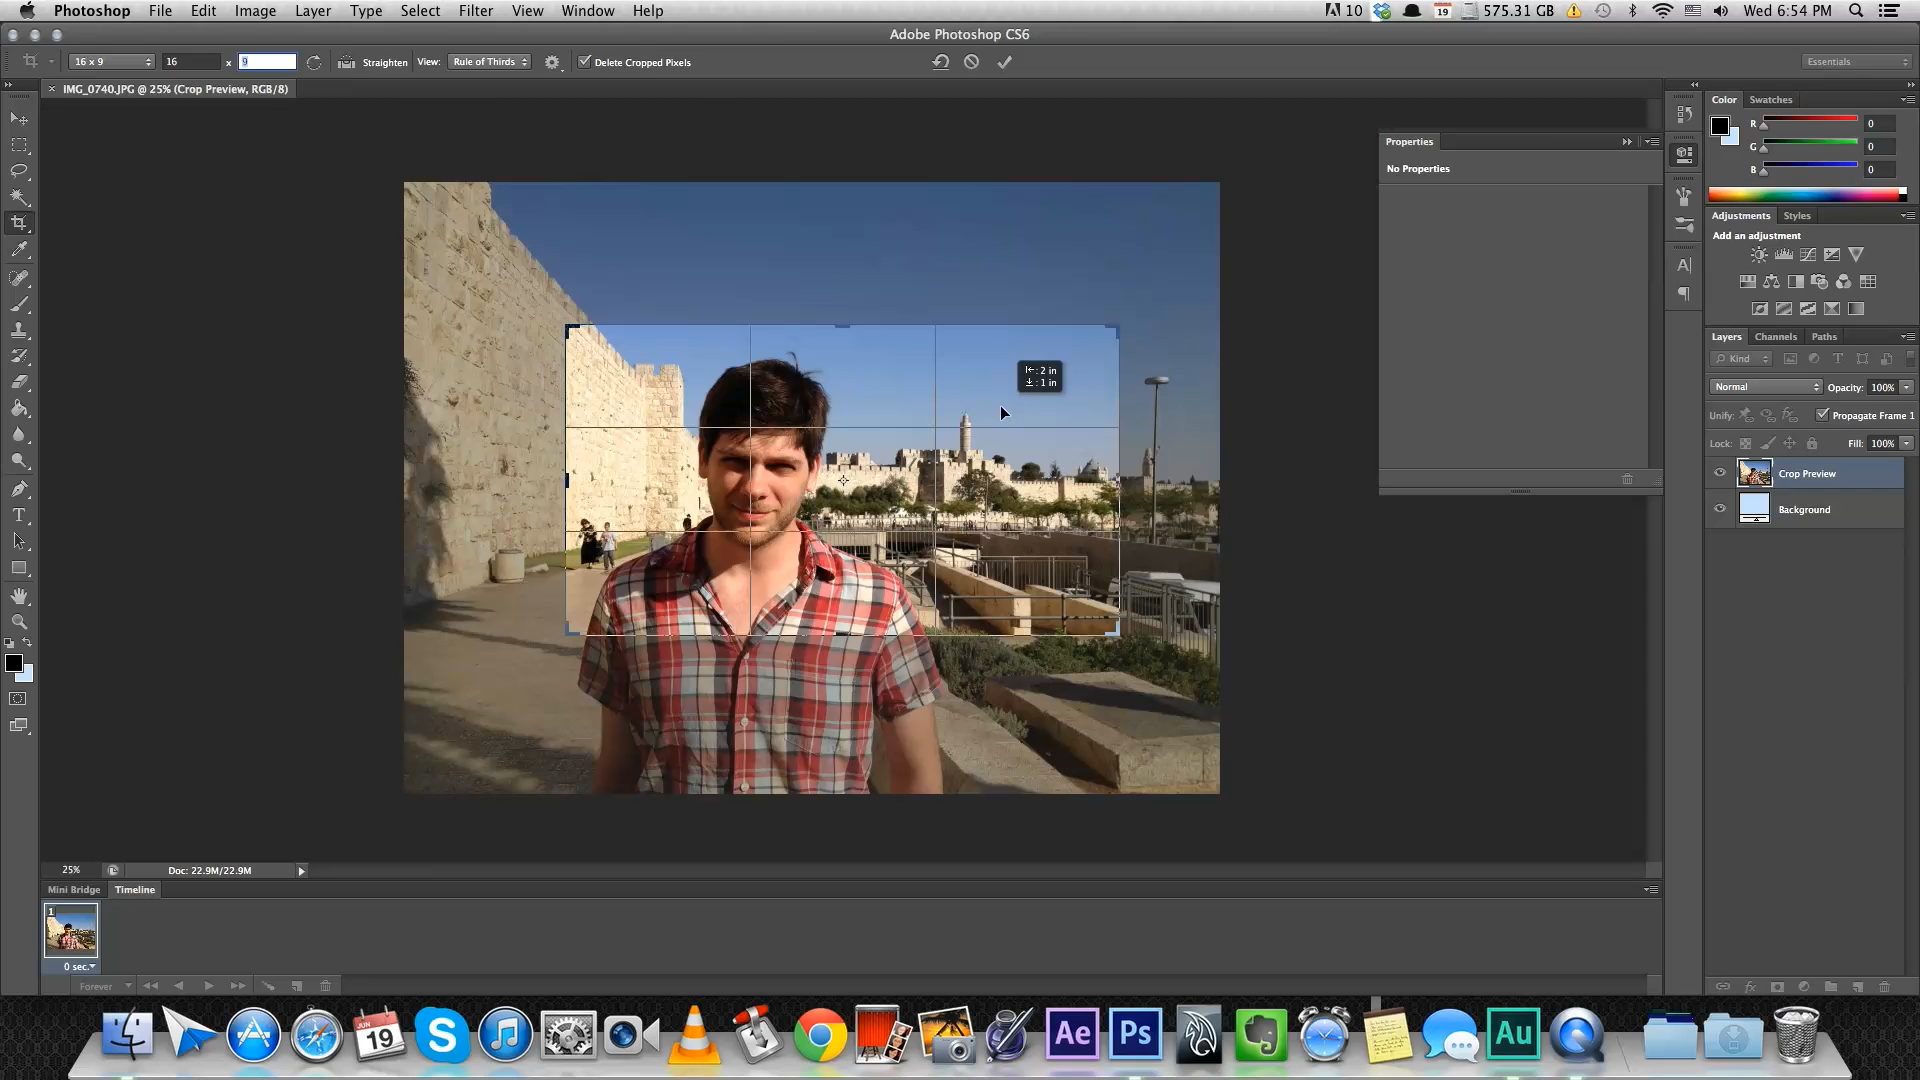 Photoshop File Edit Image Layer Type Select Filter View Window Help 10 19 575.31 GB Wed 6:54 PM
Adobe Photoshop CS6
16 x 9 16 x 9 Straighten View: Rule of Thirds Delete Cropped Pixels Essentials
× IMG_0740.JPG @ 25% (Crop Preview, RGB/8)
Color Swatches
R 0
G 0
B 0
Properties
No Properties
Adjustments Styles
Add an adjustment
Layers Channels Paths
Kind
Normal Opacity: 100%
Unify: Propagate Frame 1
Lock: Fill: 100%
Crop Preview
Background
: 2 in
: 1 in
25% Doc: 22.9M/22.9M
Mini Bridge Timeline
1
0 sec.
Forever
JUN
19
Ae
Ps
Au